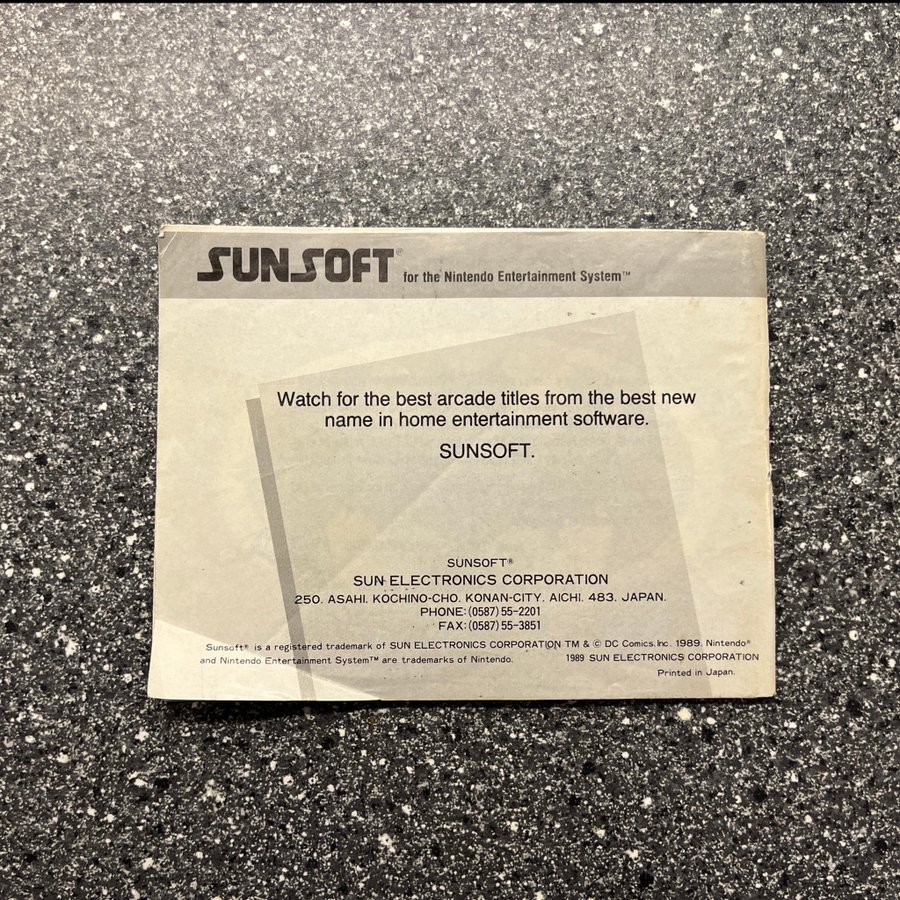 SUNSOFT® for the Nintendo Entertainment System™
Watch for the best arcade titles from the best new
name in home entertainment software.
SUNSOFT.
SUNSOFT®
SUN ELECTRONICS CORPORATION
250. ASAHI. KOCHINO-CHO. KONAN-CITY. AICHI. 483. JAPAN.
PHONE:(0587)55-2201
FAX:(0587)55-3851
Sunsoft® is a registered trademark of SUN ELECTRONICS CORPORATION TM & © DC Comics.Inc. 1989. Nintendo®
and Nintendo Entertainment System™ are trademarks of Nintendo. 1989 SUN ELECTRONICS CORPORATION
Printed in Japan.